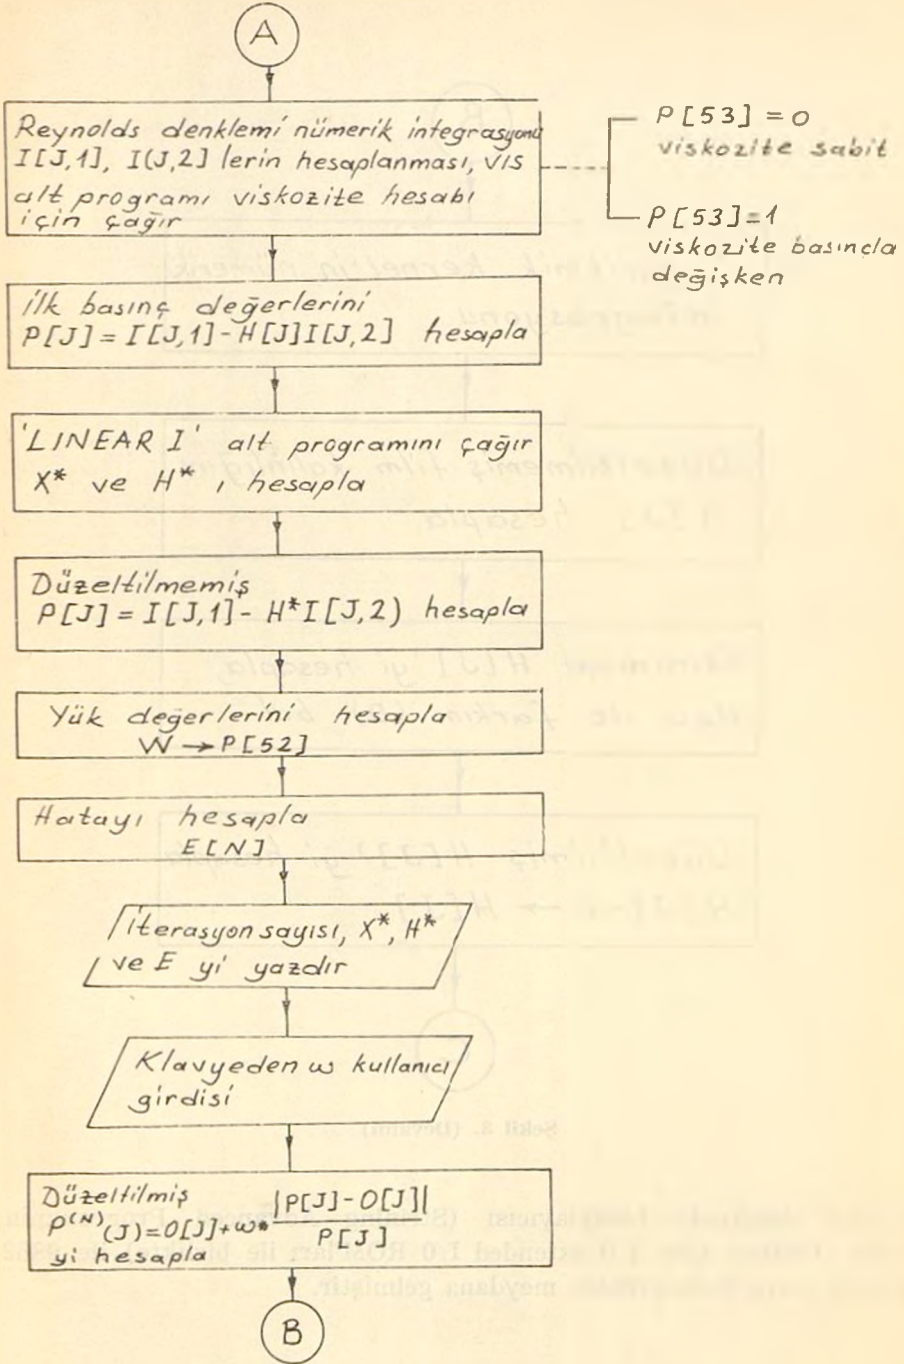 A
Reynolds denklemi nümerik integrasyonu
I[J,1], I(J,2] lerin hesaplanması, VIS
alt programı viskozite hesabı
için çağır
P[53] = 0
viskozite sabit
P[53]=1
viskozite basınçla
değişken
İlk basınç değerlerini
P[J] = I[J,1]-H[J]I[J,2] hesapla
'LINEAR I' alt programını çağır
X* ve H* ı hesapla
Düzeltilmemiş
P[J] = I[J,1]- H*I[J,2) hesapla
Yük değerlerini hesapla
W → P[52]
Hatayı hesapla
E[N]
İterasyon sayısı, X*, H*
ve E yi yazdır
Klavyeden ω kullanıcı
girdisi
Düzeltilmiş
P(N)(J)=O[J]+ω* |P[J]-O[J]| / P[J]
yi hesapla
B